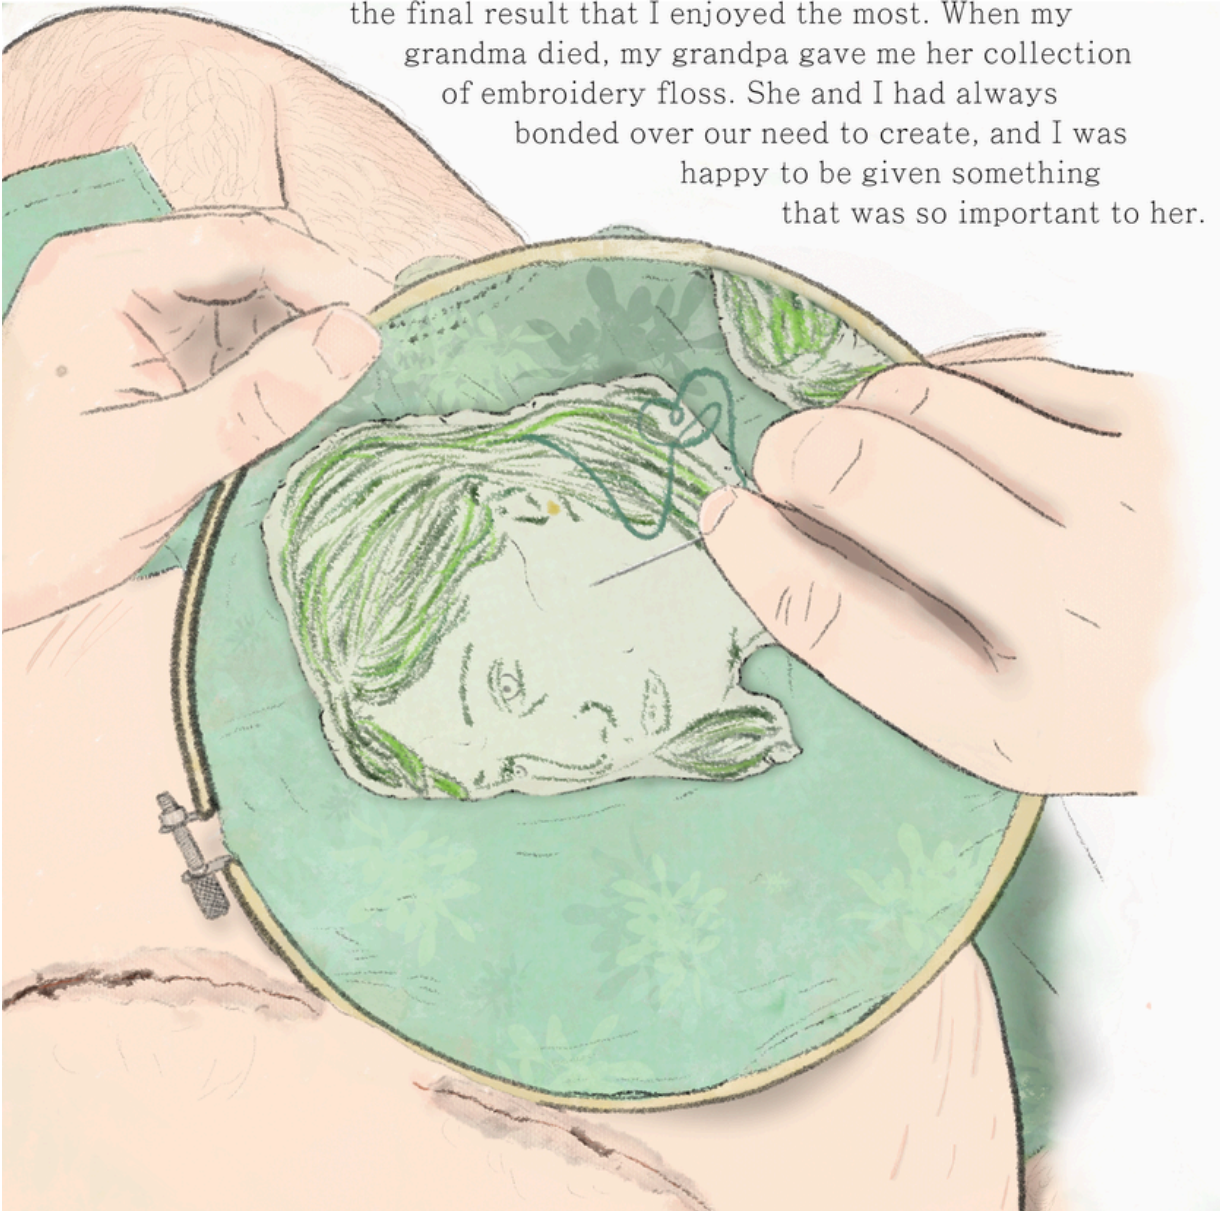 the final result that I enjoyed the most. When my
grandma died, my grandpa gave me her collection
of embroidery floss. She and I had always
bonded over our need to create, and I was
happy to be given something
that was so important to her.